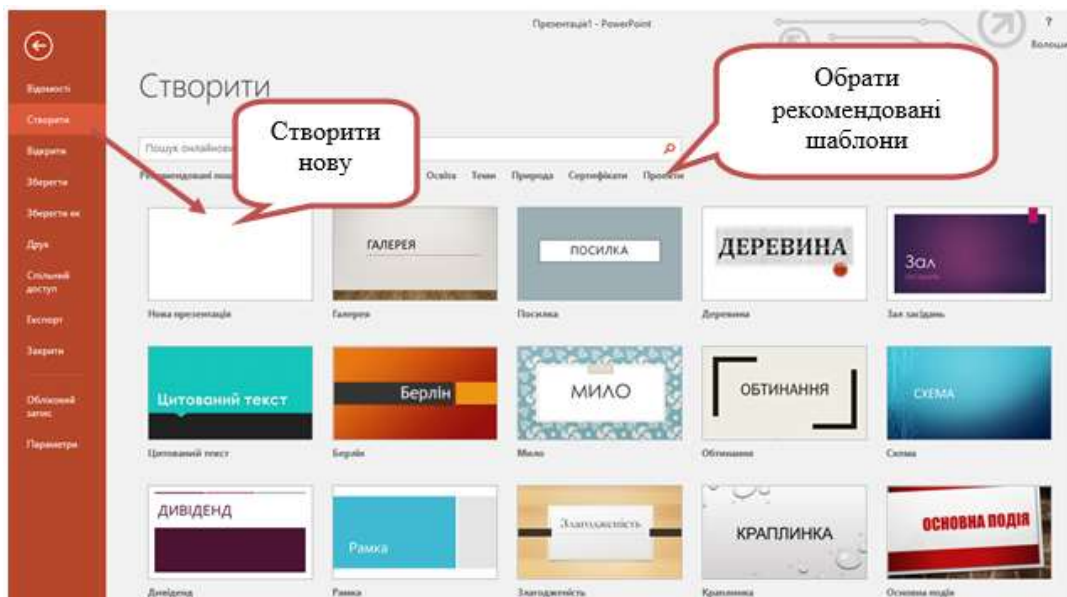 Презентація1 - PowerPoint
?
Волоши
Відомості
Створити
Відкрити
Зберегти
Зберегти як
Друк
Спільний
доступ
Експорт
Закрити
Обліковий
запис
Параметри
Створити
Створити
нову
Обрати
рекомендовані
шаблони
Пошук онлайнов
Рекомендовані Освіта Теми Природа Сертифікати Проекти
ГАЛЕРЕЯ
ПОСИЛКА
ДЕРЕВИНА
Зал
Нова презентація
Галерея
Посилка
Деревина
Зал засідань
Цитований текст
Берлін
МИЛО
ОБТИНАННЯ
СХЕМА
Цитований текст
Берлін
Мило
Обтинання
Схема
ДИВІДЕНД
Рамка
Злагодженість
КРАПЛИНКА
ОСНОВНА ПОДІЯ
Дивіденд
Рамка
Злагодженість
Краплинка
Основна подія